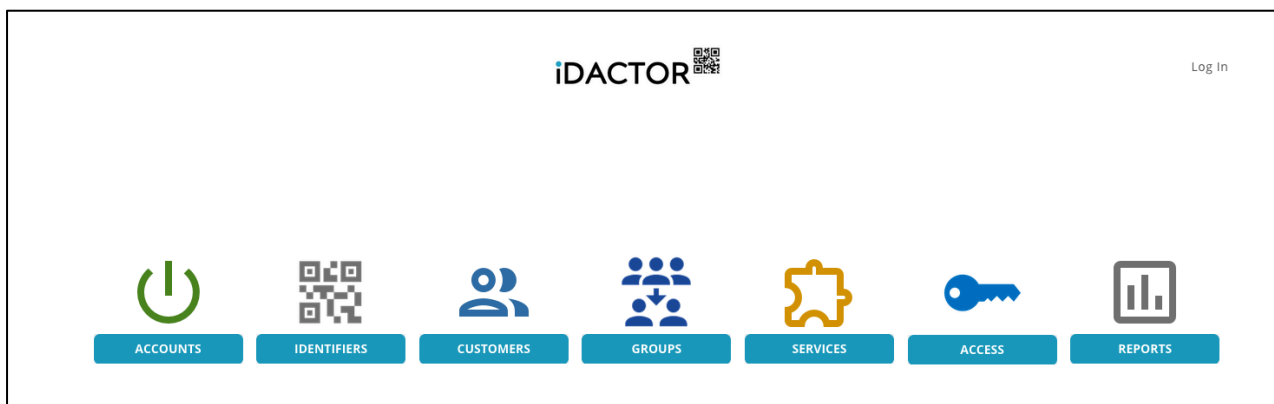 iDACTOR
Log In
ACCOUNTS IDENTIFIERS CUSTOMERS GROUPS SERVICES ACCESS REPORTS